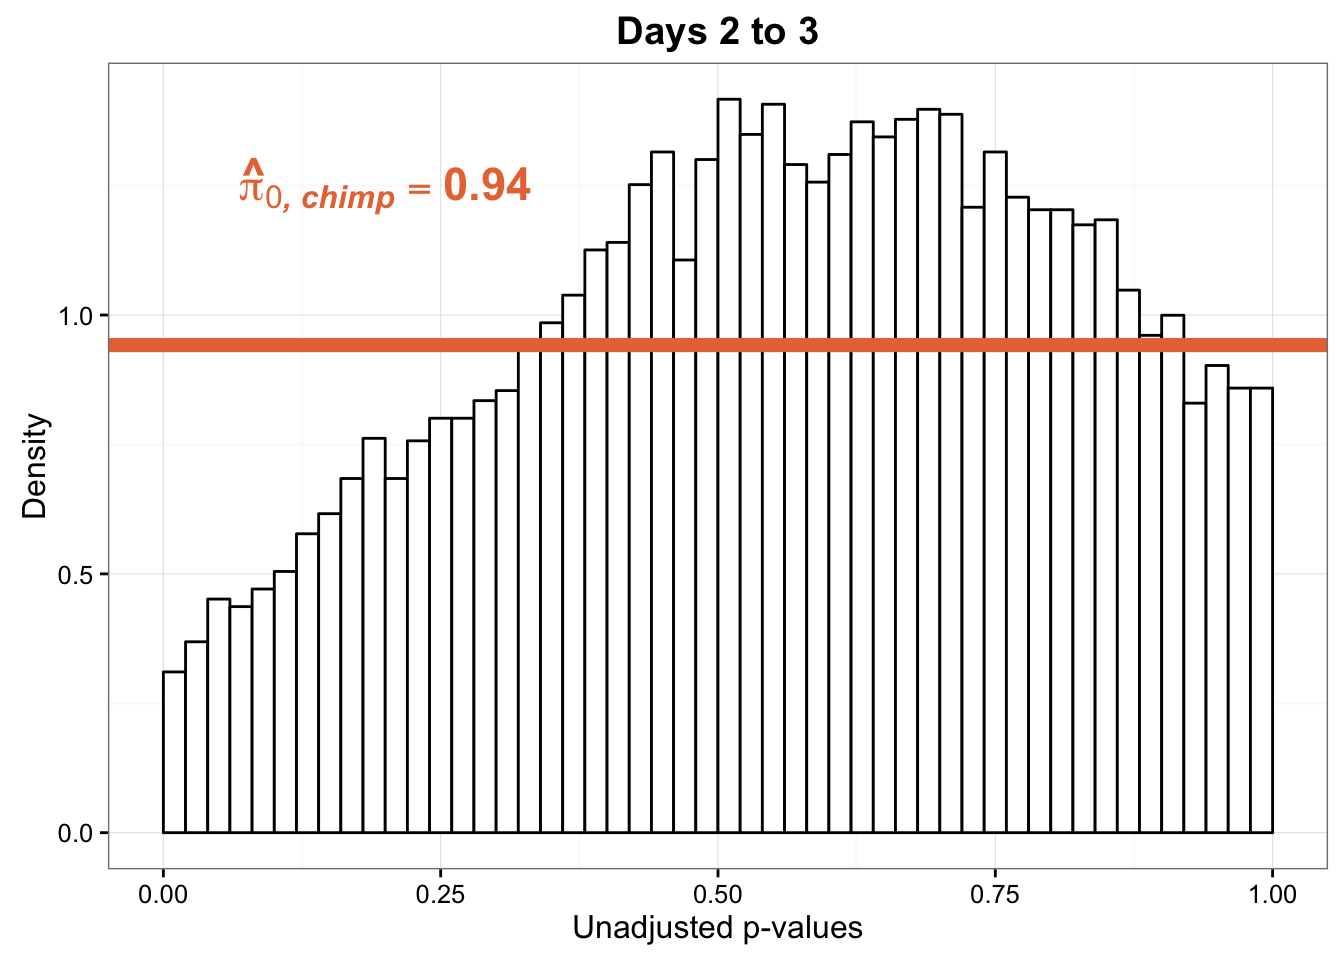 Days 2 to 3
π̂0, chimp = 0.94
1.0
0.5
0.0
Density
0.00 0.25 0.50 0.75 1.00
Unadjusted p-values